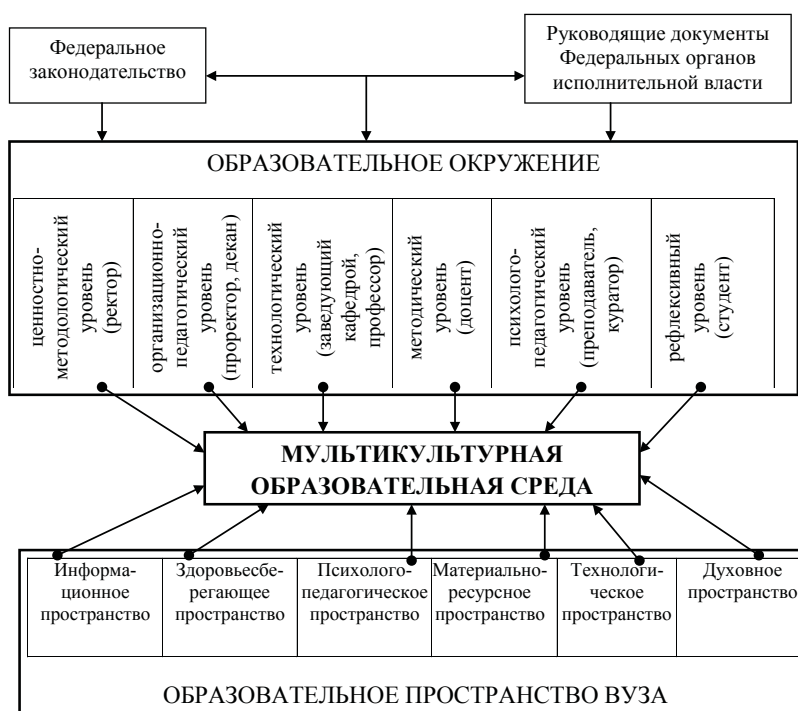 Федеральное
законодательство
Руководящие документы
Федеральных органов
исполнительной власти
ОБРАЗОВАТЕЛЬНОЕ ОКРУЖЕНИЕ
ценностно-
методологический
уровень
(ректор)
организационно-
педагогический
уровень
(проректор, декан)
технологический
уровень
(заведующий
кафедрой,
профессор)
методический
уровень
(доцент)
психолого-
педагогический
уровень
(преподаватель,
куратор)
рефлексивный
уровень
(студент)
МУЛЬТИКУЛЬТУРНАЯ
ОБРАЗОВАТЕЛЬНАЯ СРЕДА
Информа-
ционное
пространство
Здоровьесбе-
регающее
пространство
Психолого-
педагогическое
пространство
Материально-
ресурсное
пространство
Технологи-
ческое
пространство
Духовное
пространство
ОБРАЗОВАТЕЛЬНОЕ ПРОСТРАНСТВО ВУЗА